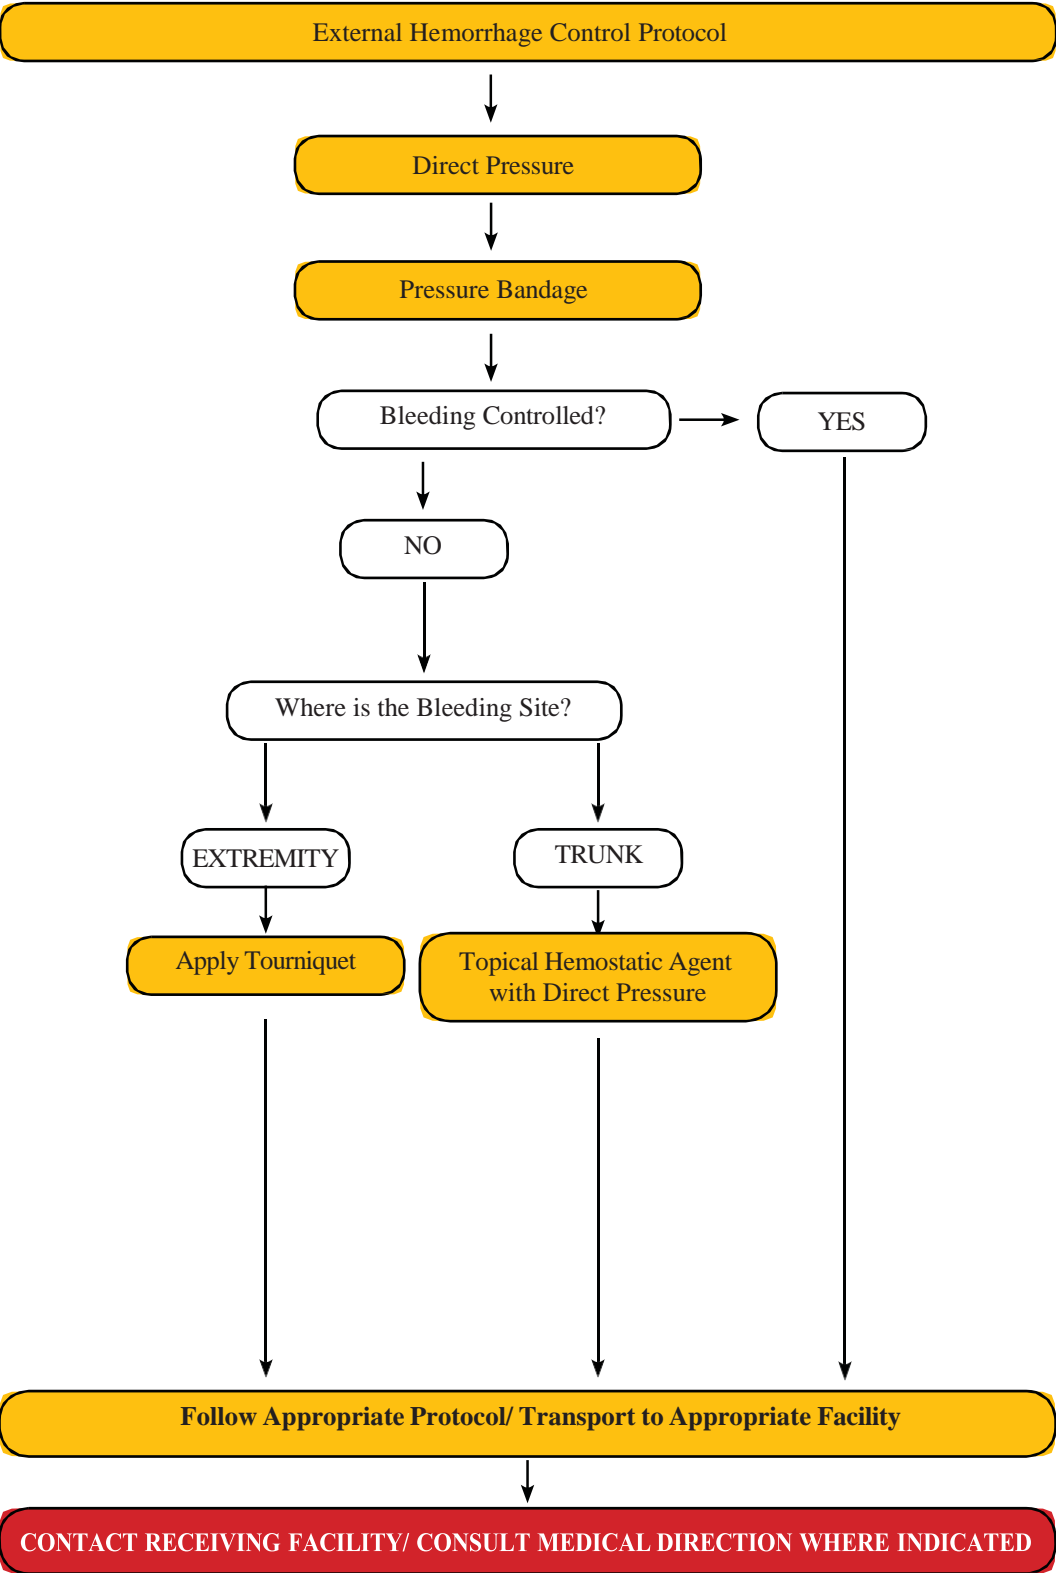 External Hemorrhage Control Protocol
Direct Pressure
Pressure Bandage
Bleeding Controlled?
YES
NO
Where is the Bleeding Site?
EXTREMITY
TRUNK
Apply Tourniquet
Topical Hemostatic Agent
with Direct Pressure
Follow Appropriate Protocol/ Transport to Appropriate Facility
CONTACT RECEIVING FACILITY/ CONSULT MEDICAL DIRECTION WHERE INDICATED